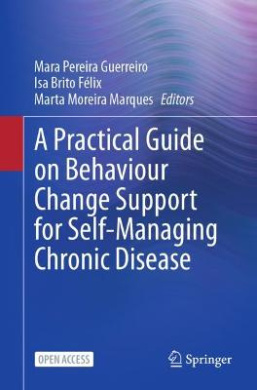 Mara Pereira Guerreiro
Isa Brito Félix
Marta Moreira Marques Editors
A Practical Guide
on Behaviour
Change Support
for Self-Managing
Chronic Disease
OPEN ACCESS
Springer